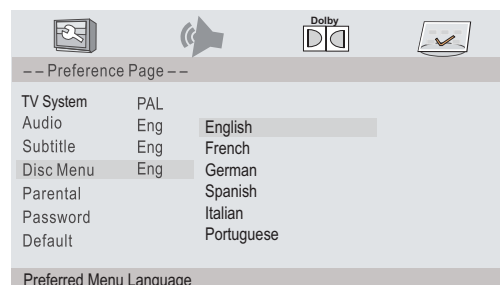 Dolby
-- Preference Page --
TV System PAL
Audio Eng English
Subtitle Eng French
Disc Menu Eng German
Parental Spanish
Password Italian
Default Portuguese
Preferred Menu Language